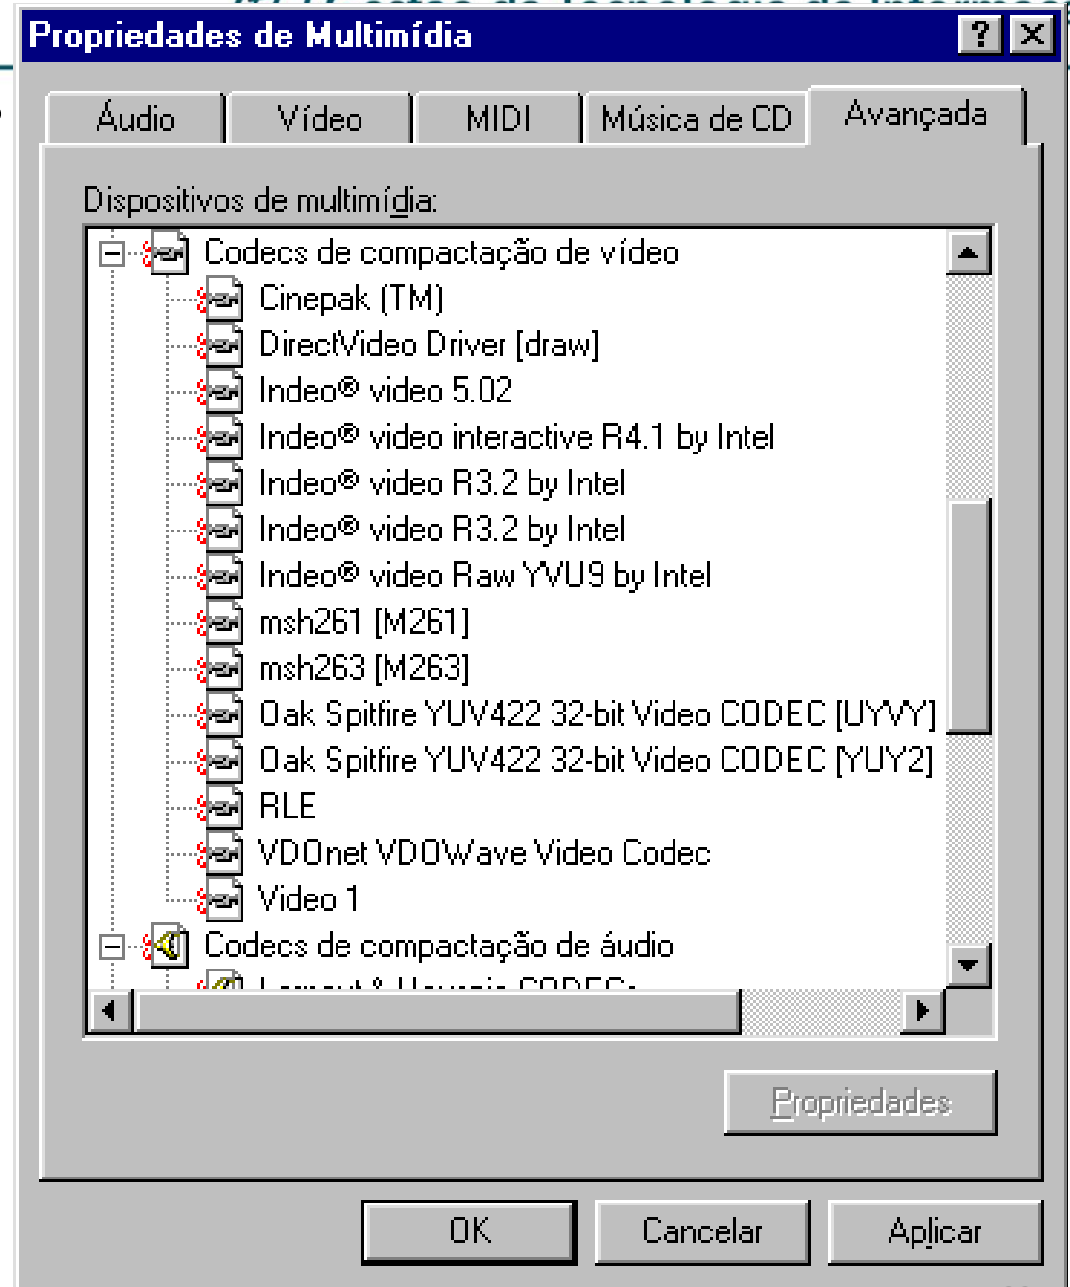 Propriedades de Multimídia
Áudio Vídeo MIDI Música de CD Avançada
Dispositivos de multimídia:
Codecs de compactação de vídeo
Cinepak (TM)
DirectVideo Driver [draw]
Indeo® video 5.02
Indeo® video interactive R4.1 by Intel
Indeo® video R3.2 by Intel
Indeo® video R3.2 by Intel
Indeo® video Raw YVU9 by Intel
msh261 [M261]
msh263 [M263]
Oak Spitfire YUV422 32-bit Video CODEC [UYVY]
Oak Spitfire YUV422 32-bit Video CODEC [YUY2]
RLE
VDOnet VDOWave Video Codec
Video 1
Codecs de compactação de áudio
Propriedades
OK Cancelar Aplicar